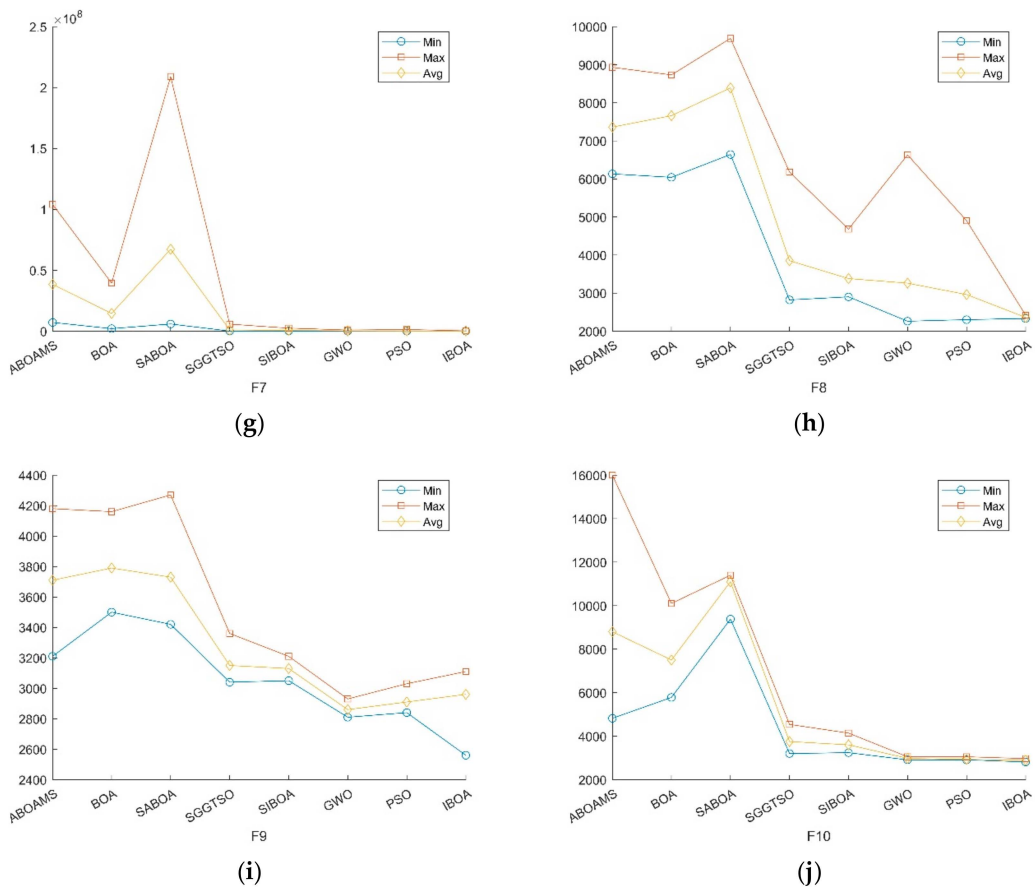 ×10^8
2.5
2
1.5
1
0.5
0
Min
Max
Avg
ABOAMS
BOA
SABOA
SGGTSO
SIBOA
GWO
PSO
IBOA
F7
(g)
10000
9000
8000
7000
6000
5000
4000
3000
2000
Min
Max
Avg
ABOAMS
BOA
SABOA
SGGTSO
SIBOA
GWO
PSO
IBOA
F8
(h)
4400
4200
4000
3800
3600
3400
3200
3000
2800
2600
2400
Min
Max
Avg
ABOAMS
BOA
SABOA
SGGTSO
SIBOA
GWO
PSO
IBOA
F9
(i)
16000
14000
12000
10000
8000
6000
4000
2000
Min
Max
Avg
ABOAMS
BOA
SABOA
SGGTSO
SIBOA
GWO
PSO
IBOA
F10
(j)